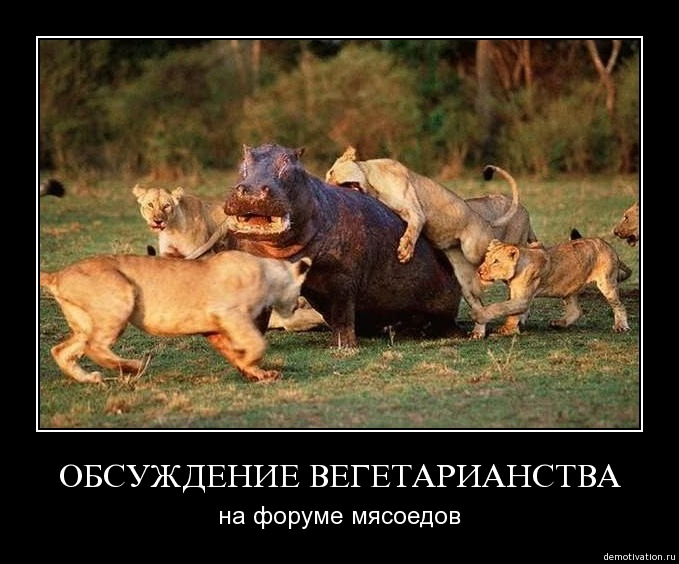 ОБСУЖДЕНИЕ ВЕГЕТАРИАНСТВА
на форуме мясоедов
demotivation.ru